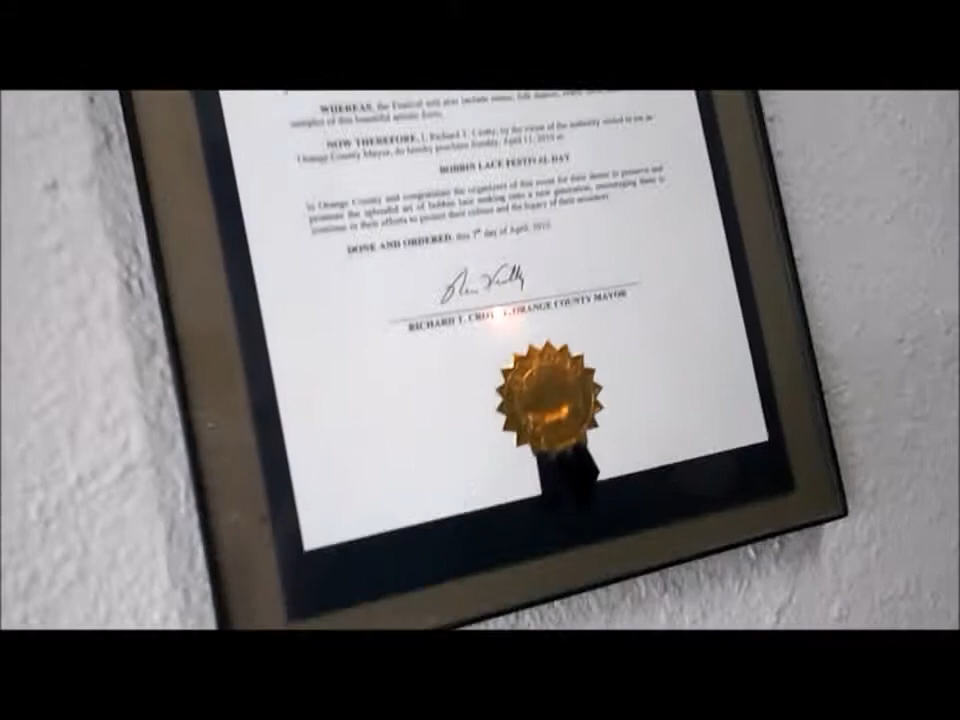 WHEREAS, the Festival will also include music, folk dances,
samples of this beautiful artistic form.
NOW THEREFORE, I, Richard T. Crotty, by the virtue of the authority vested in me as
Orange County Mayor, do hereby proclaim Sunday, April 11, 2010 as
BOBBIN LACE FESTIVAL DAY
in Orange County and congratulate the organizers of this event for their desire to preserve and
promote the splendid art of bobbin lace making onto a new generation, encouraging them to
continue in their efforts to protect their culture and the legacy of their ancestors.
DONE AND ORDERED, this 7th day of April, 2010.
RICHARD T. CROTTY, ORANGE COUNTY MAYOR